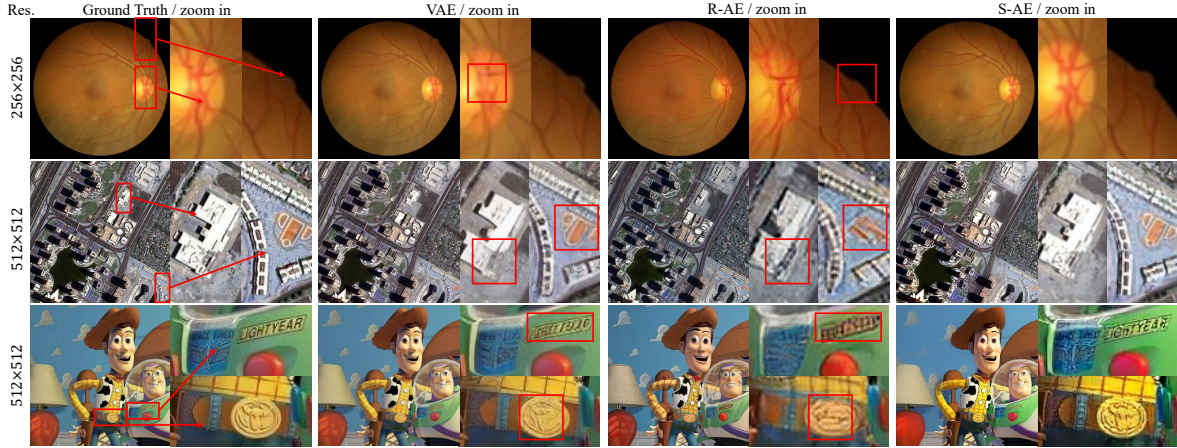 Res. Ground Truth / zoom in VAE / zoom in R-AE / zoom in S-AE / zoom in
256×256
512×512
512×512
LIGHTYEAR
LIGHTYEAR